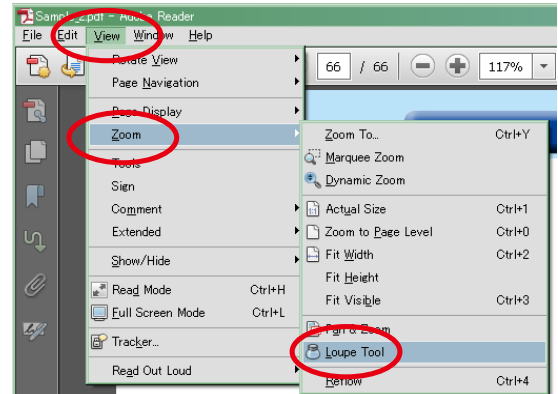 Sample_2.pdf - Adobe Reader
File Edit View Window Help
66 / 66 117%
Rotate View
Page Navigation
Page Display
Zoom
Tools
Sign
Comment
Extended
Show/Hide
Read Mode Ctrl+H
Full Screen Mode Ctrl+L
Tracker...
Read Out Loud
Zoom To... Ctrl+Y
Marquee Zoom
Dynamic Zoom
Actual Size Ctrl+1
Zoom to Page Level Ctrl+0
Fit Width Ctrl+2
Fit Height
Fit Visible Ctrl+3
Pan & Zoom
Loupe Tool
Reflow Ctrl+4